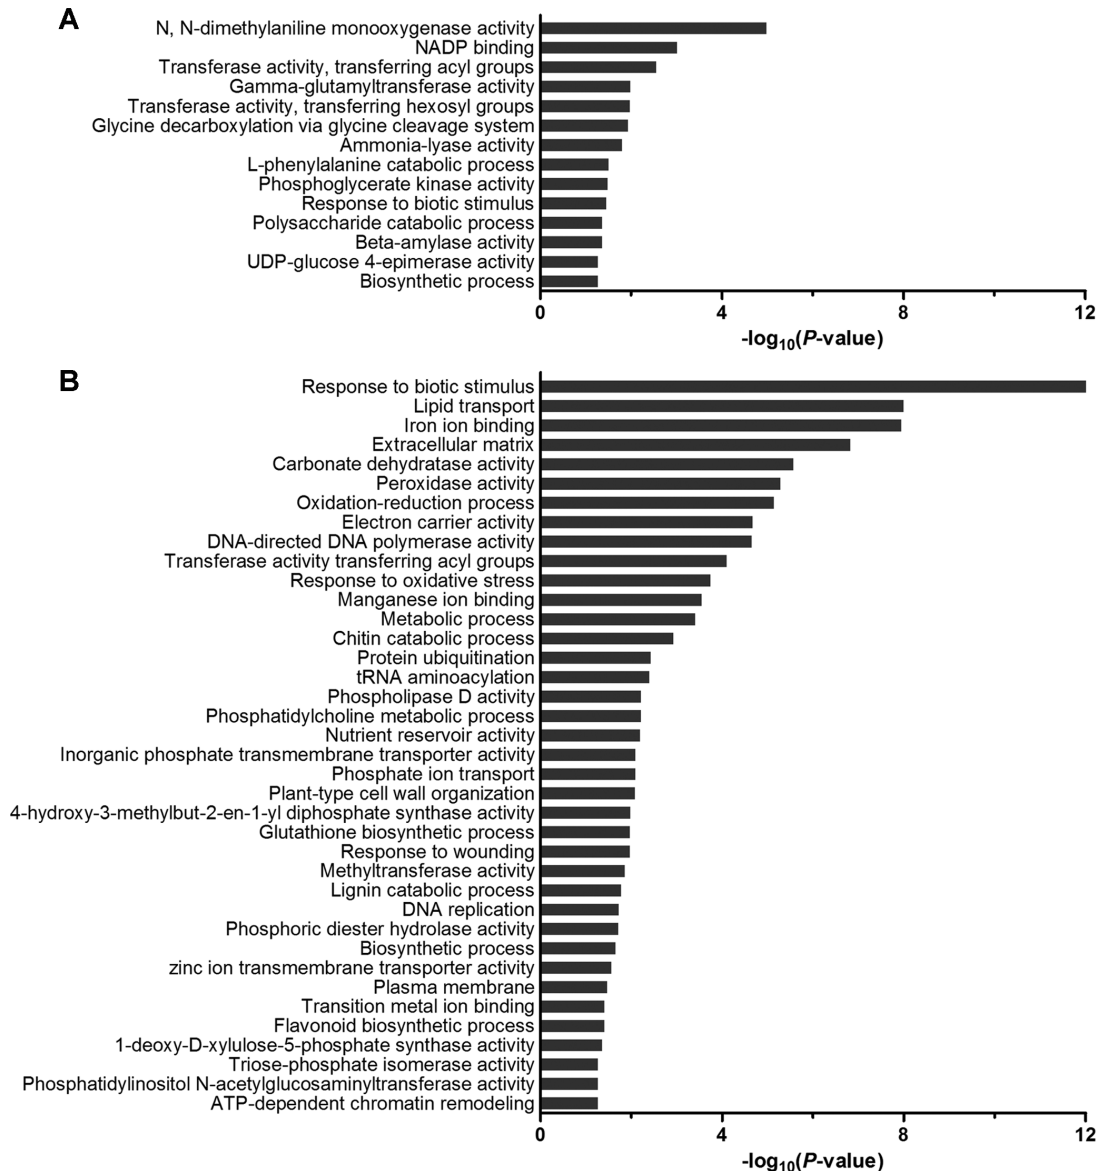 A
N, N-dimethylaniline monooxygenase activity
NADP binding
Transferase activity, transferring acyl groups
Gamma-glutamyltransferase activity
Transferase activity, transferring hexosyl groups
Glycine decarboxylation via glycine cleavage system
Ammonia-lyase activity
L-phenylalanine catabolic process
Phosphoglycerate kinase activity
Response to biotic stimulus
Polysaccharide catabolic process
Beta-amylase activity
UDP-glucose 4-epimerase activity
Biosynthetic process
0 4 8 12
-log10(P-value)
B
Response to biotic stimulus
Lipid transport
Iron ion binding
Extracellular matrix
Carbonate dehydratase activity
Peroxidase activity
Oxidation-reduction process
Electron carrier activity
DNA-directed DNA polymerase activity
Transferase activity transferring acyl groups
Response to oxidative stress
Manganese ion binding
Metabolic process
Chitin catabolic process
Protein ubiquitination
tRNA aminoacylation
Phospholipase D activity
Phosphatidylcholine metabolic process
Nutrient reservoir activity
Inorganic phosphate transmembrane transporter activity
Phosphate ion transport
Plant-type cell wall organization
4-hydroxy-3-methylbut-2-en-1-yl diphosphate synthase activity
Glutathione biosynthetic process
Response to wounding
Methyltransferase activity
Lignin catabolic process
DNA replication
Phosphoric diester hydrolase activity
Biosynthetic process
zinc ion transmembrane transporter activity
Plasma membrane
Transition metal ion binding
Flavonoid biosynthetic process
1-deoxy-D-xylulose-5-phosphate synthase activity
Triose-phosphate isomerase activity
Phosphatidylinositol N-acetylglucosaminyltransferase activity
ATP-dependent chromatin remodeling
0 4 8 12
-log10(P-value)